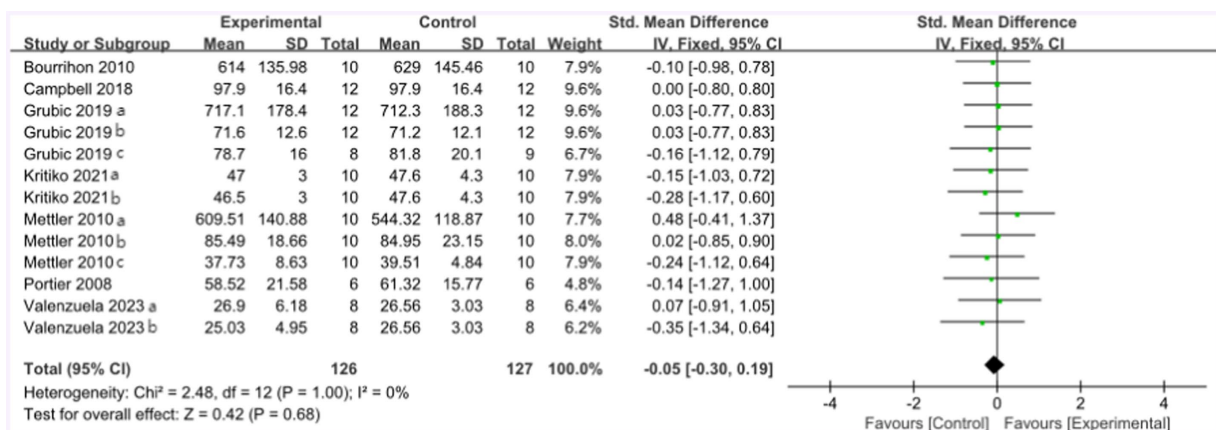 Experimental Control Std. Mean Difference Std. Mean Difference
Study or Subgroup Mean SD Total Mean SD Total Weight IV, Fixed, 95% CI IV, Fixed, 95% CI
Bourrihon 2010 614 135.98 10 629 145.46 10 7.9% -0.10 [-0.98, 0.78]
Campbell 2018 97.9 16.4 12 97.9 16.4 12 9.6% 0.00 [-0.80, 0.80]
Grubic 2019 a 717.1 178.4 12 712.3 188.3 12 9.6% 0.03 [-0.77, 0.83]
Grubic 2019 b 71.6 12.6 12 71.2 12.1 12 9.6% 0.03 [-0.77, 0.83]
Grubic 2019 c 78.7 16 8 81.8 20.1 9 6.7% -0.16 [-1.12, 0.79]
Kritiko 2021 a 47 3 10 47.6 4.3 10 7.9% -0.15 [-1.03, 0.72]
Kritiko 2021 b 46.5 3 10 47.6 4.3 10 7.9% -0.28 [-1.17, 0.60]
Mettler 2010 a 609.51 140.88 10 544.32 118.87 10 7.7% 0.48 [-0.41, 1.37]
Mettler 2010 b 85.49 18.66 10 84.95 23.15 10 8.0% 0.02 [-0.85, 0.90]
Mettler 2010 c 37.73 8.63 10 39.51 4.84 10 7.9% -0.24 [-1.12, 0.64]
Portier 2008 58.52 21.58 6 61.32 15.77 6 4.8% -0.14 [-1.27, 1.00]
Valenzuela 2023 a 26.9 6.18 8 26.56 3.03 8 6.4% 0.07 [-0.91, 1.05]
Valenzuela 2023 b 25.03 4.95 8 26.56 3.03 8 6.2% -0.35 [-1.34, 0.64]
Total (95% CI) 126 127 100.0% -0.05 [-0.30, 0.19]
Heterogeneity: Chi² = 2.48, df = 12 (P = 1.00); I² = 0%
Test for overall effect: Z = 0.42 (P = 0.68)
-4 -2 0 2 4
Favours [Control] Favours [Experimental]